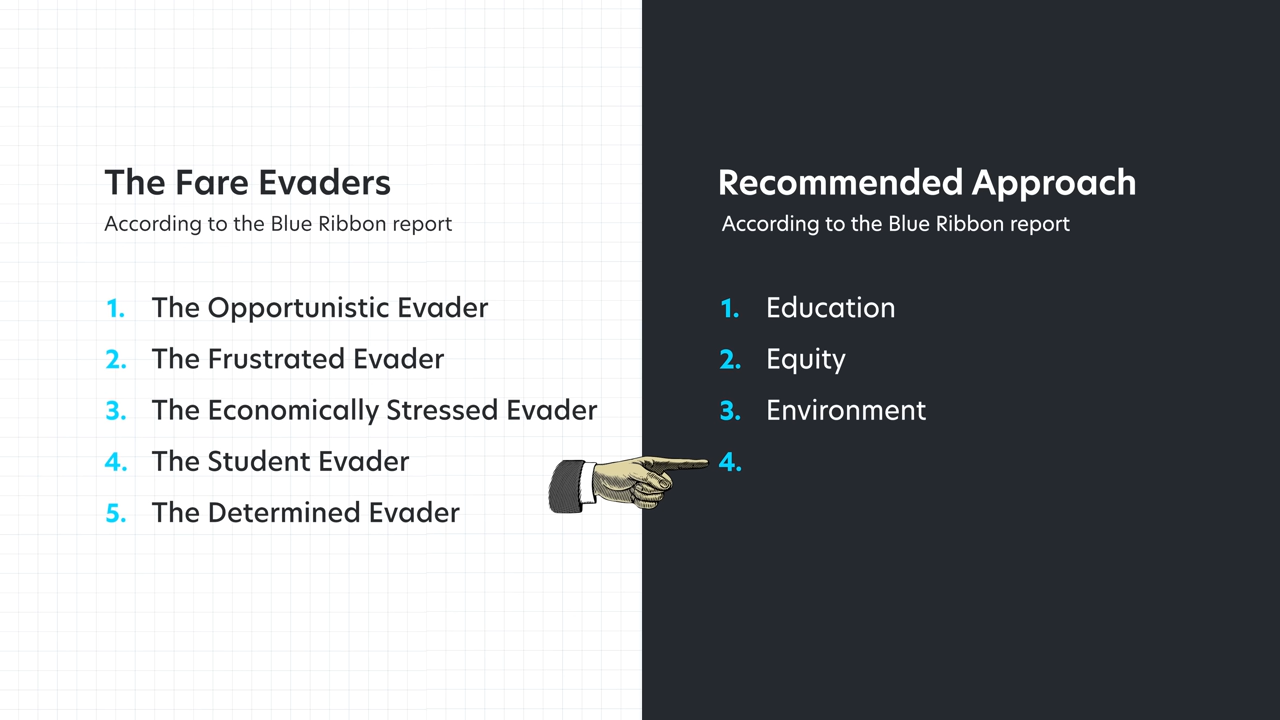 The Fare Evaders
According to the Blue Ribbon report
1. The Opportunistic Evader
2. The Frustrated Evader
3. The Economically Stressed Evader
4. The Student Evader
5. The Determined Evader
Recommended Approach
According to the Blue Ribbon report
1. Education
2. Equity
3. Environment
4.